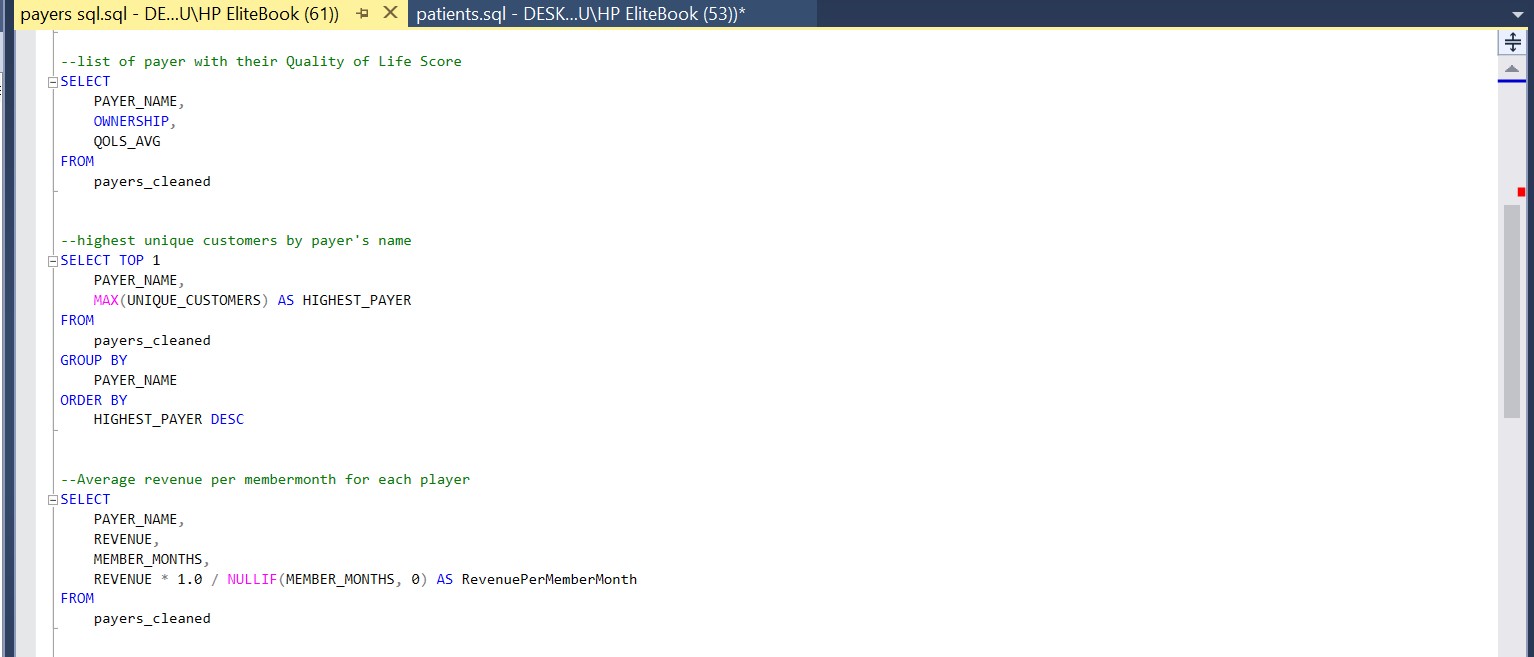 payers sql.sql - DE...U\HP EliteBook (61)) patients.sql - DESK...U\HP EliteBook (53))*
--list of payer with their Quality of Life Score
SELECT
PAYER_NAME,
OWNERSHIP,
QOLS_AVG
FROM
payers_cleaned
--highest unique customers by payer's name
SELECT TOP 1
PAYER_NAME,
MAX(UNIQUE_CUSTOMERS) AS HIGHEST_PAYER
FROM
payers_cleaned
GROUP BY
PAYER_NAME
ORDER BY
HIGHEST_PAYER DESC
--Average revenue per membermonth for each player
SELECT
PAYER_NAME,
REVENUE,
MEMBER_MONTHS,
REVENUE * 1.0 / NULLIF(MEMBER_MONTHS, 0) AS RevenuePerMemberMonth
FROM
payers_cleaned